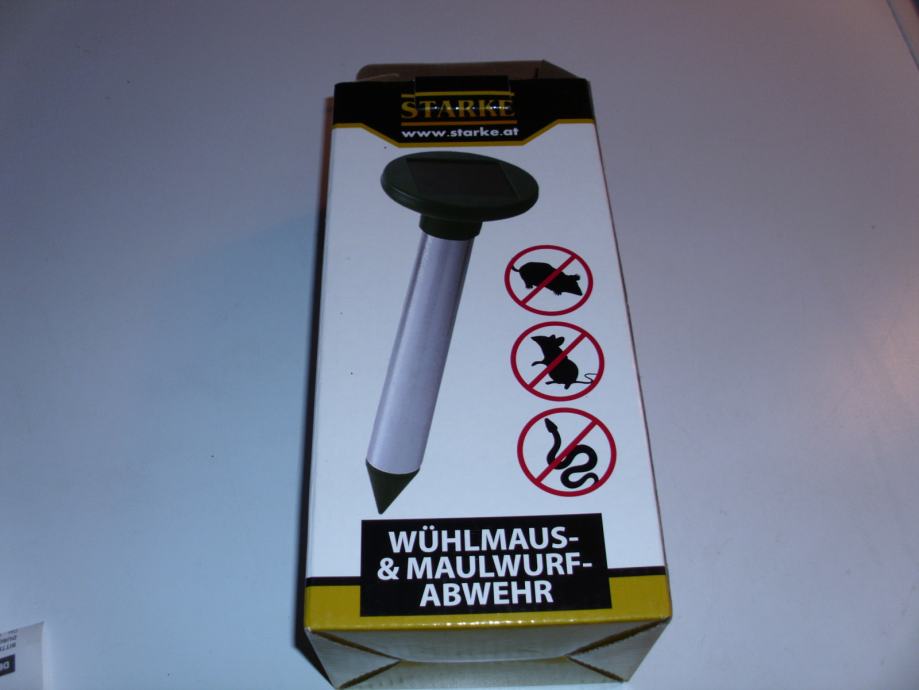 STARKE
www.starke.at
WÜHLMAUS-
& MAULWURF-
ABWEHR